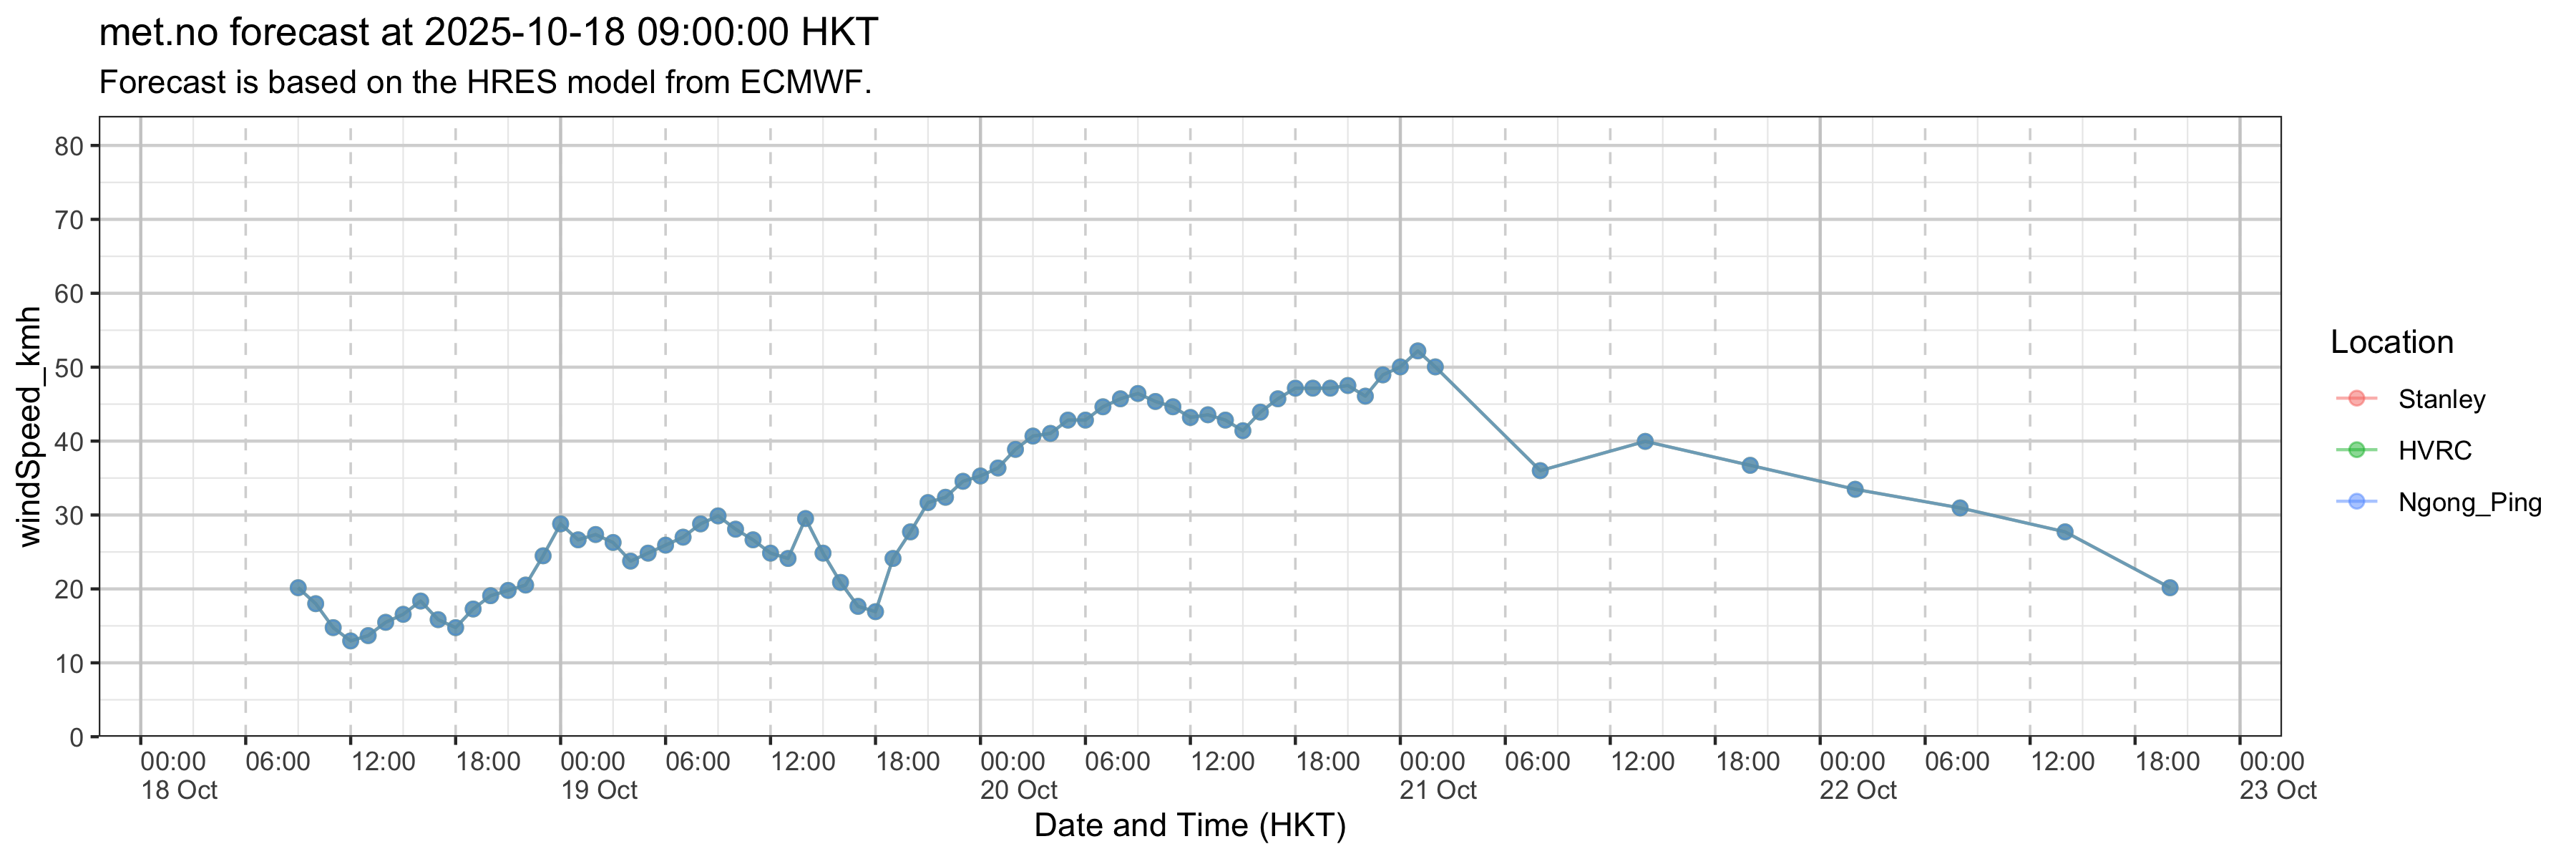 met.no forecast at 2025-10-18 09:00:00 HKT
Forecast is based on the HRES model from ECMWF.
windSpeed_kmh
80
70
60
50
40
30
20
10
0
00:00 06:00 12:00 18:00 00:00 06:00 12:00 18:00 00:00 06:00 12:00 18:00 00:00 06:00 12:00 18:00 00:00 06:00 12:00 18:00 00:00
18 Oct 19 Oct 20 Oct 21 Oct 22 Oct 23 Oct
Date and Time (HKT)
Location
Stanley
HVRC
Ngong_Ping